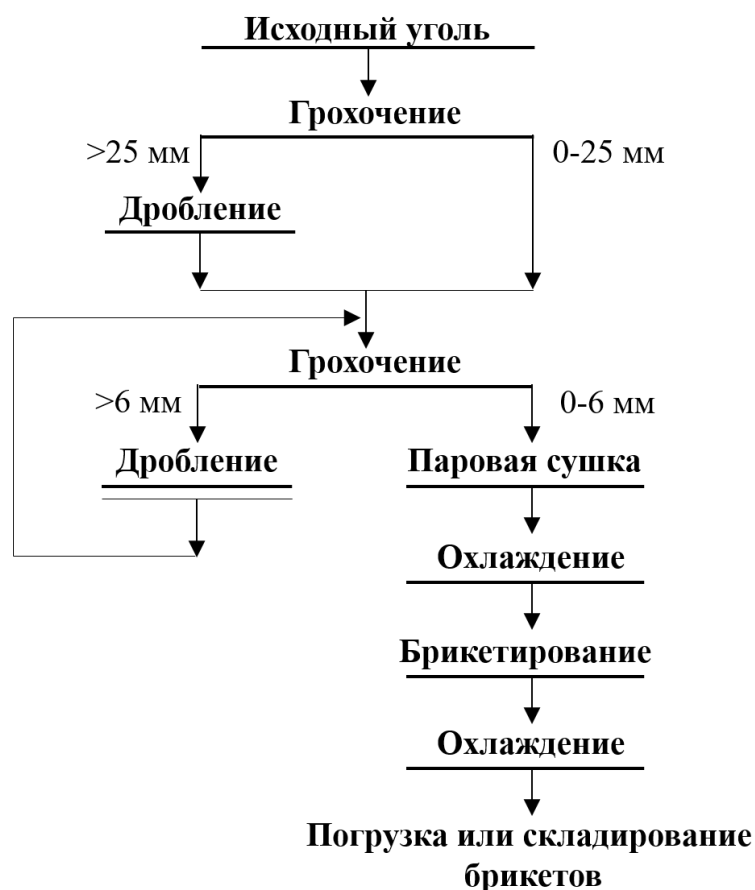 Исходный уголь
Грохочение
>25 мм
0-25 мм
Дробление
Грохочение
>6 мм
0-6 мм
Дробление
Паровая сушка
Охлаждение
Брикетирование
Охлаждение
Погрузка или складирование
брикетов